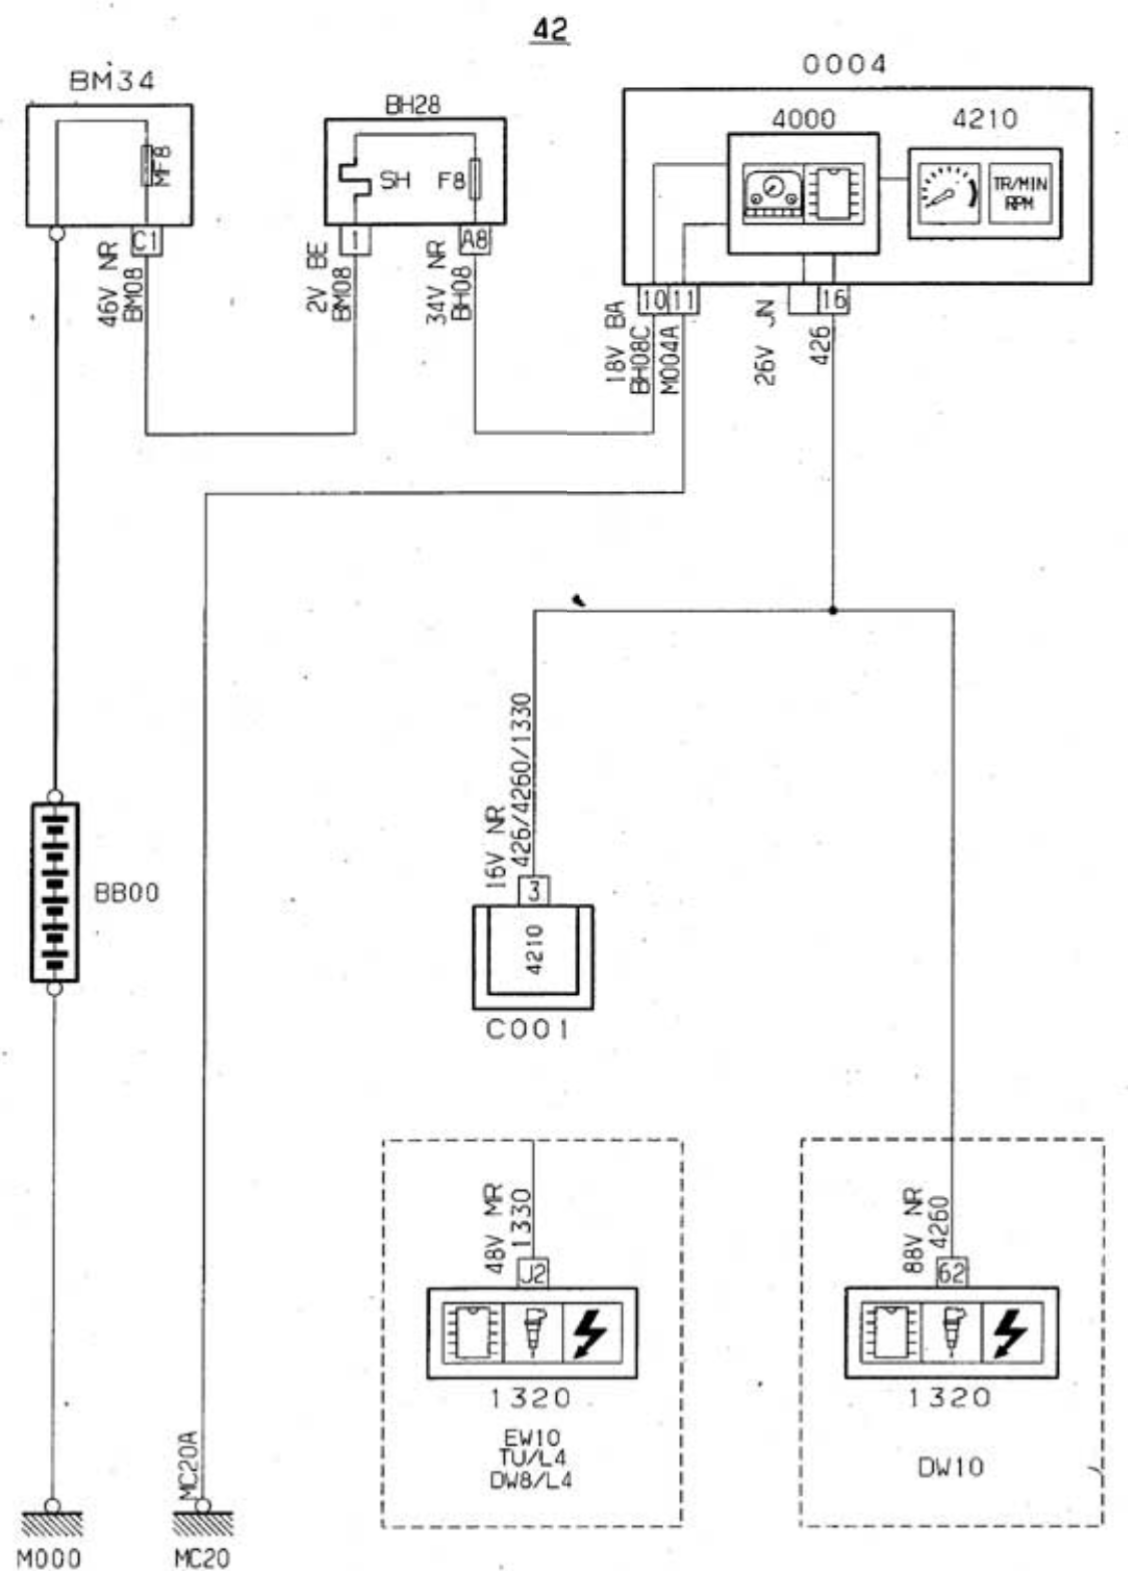 42
BM34
BH28
0004
4000
4210
MF8
SH
F8
TR/MIN
RPM
C1
1
A8
46V NR
BM08
2V BE
BM08
34V NR
BH08
10
11
16
18V BA
BH08C
M004A
26V JN
426
16V NR
426/4260/1330
3
4210
C001
BB00
48V MR
1330
J2
1320
EW10
TU/L4
DW8/L4
88V NR
4260
62
1320
DW10
MC20A
M000
MC20